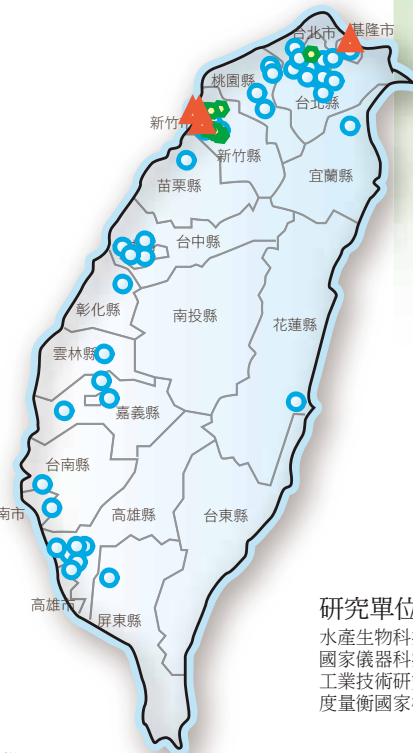 台北市
基隆市
桃園縣
台北縣
新竹
新竹縣
宜蘭縣
苗栗縣
台中縣
彰化縣
南投縣
花蓮縣
雲林縣
嘉義縣
台南縣
南市
高雄縣
台東縣
高雄市
屏東縣
研究單位
水產生物科
國家儀器科
工業技術研
度量衡國家